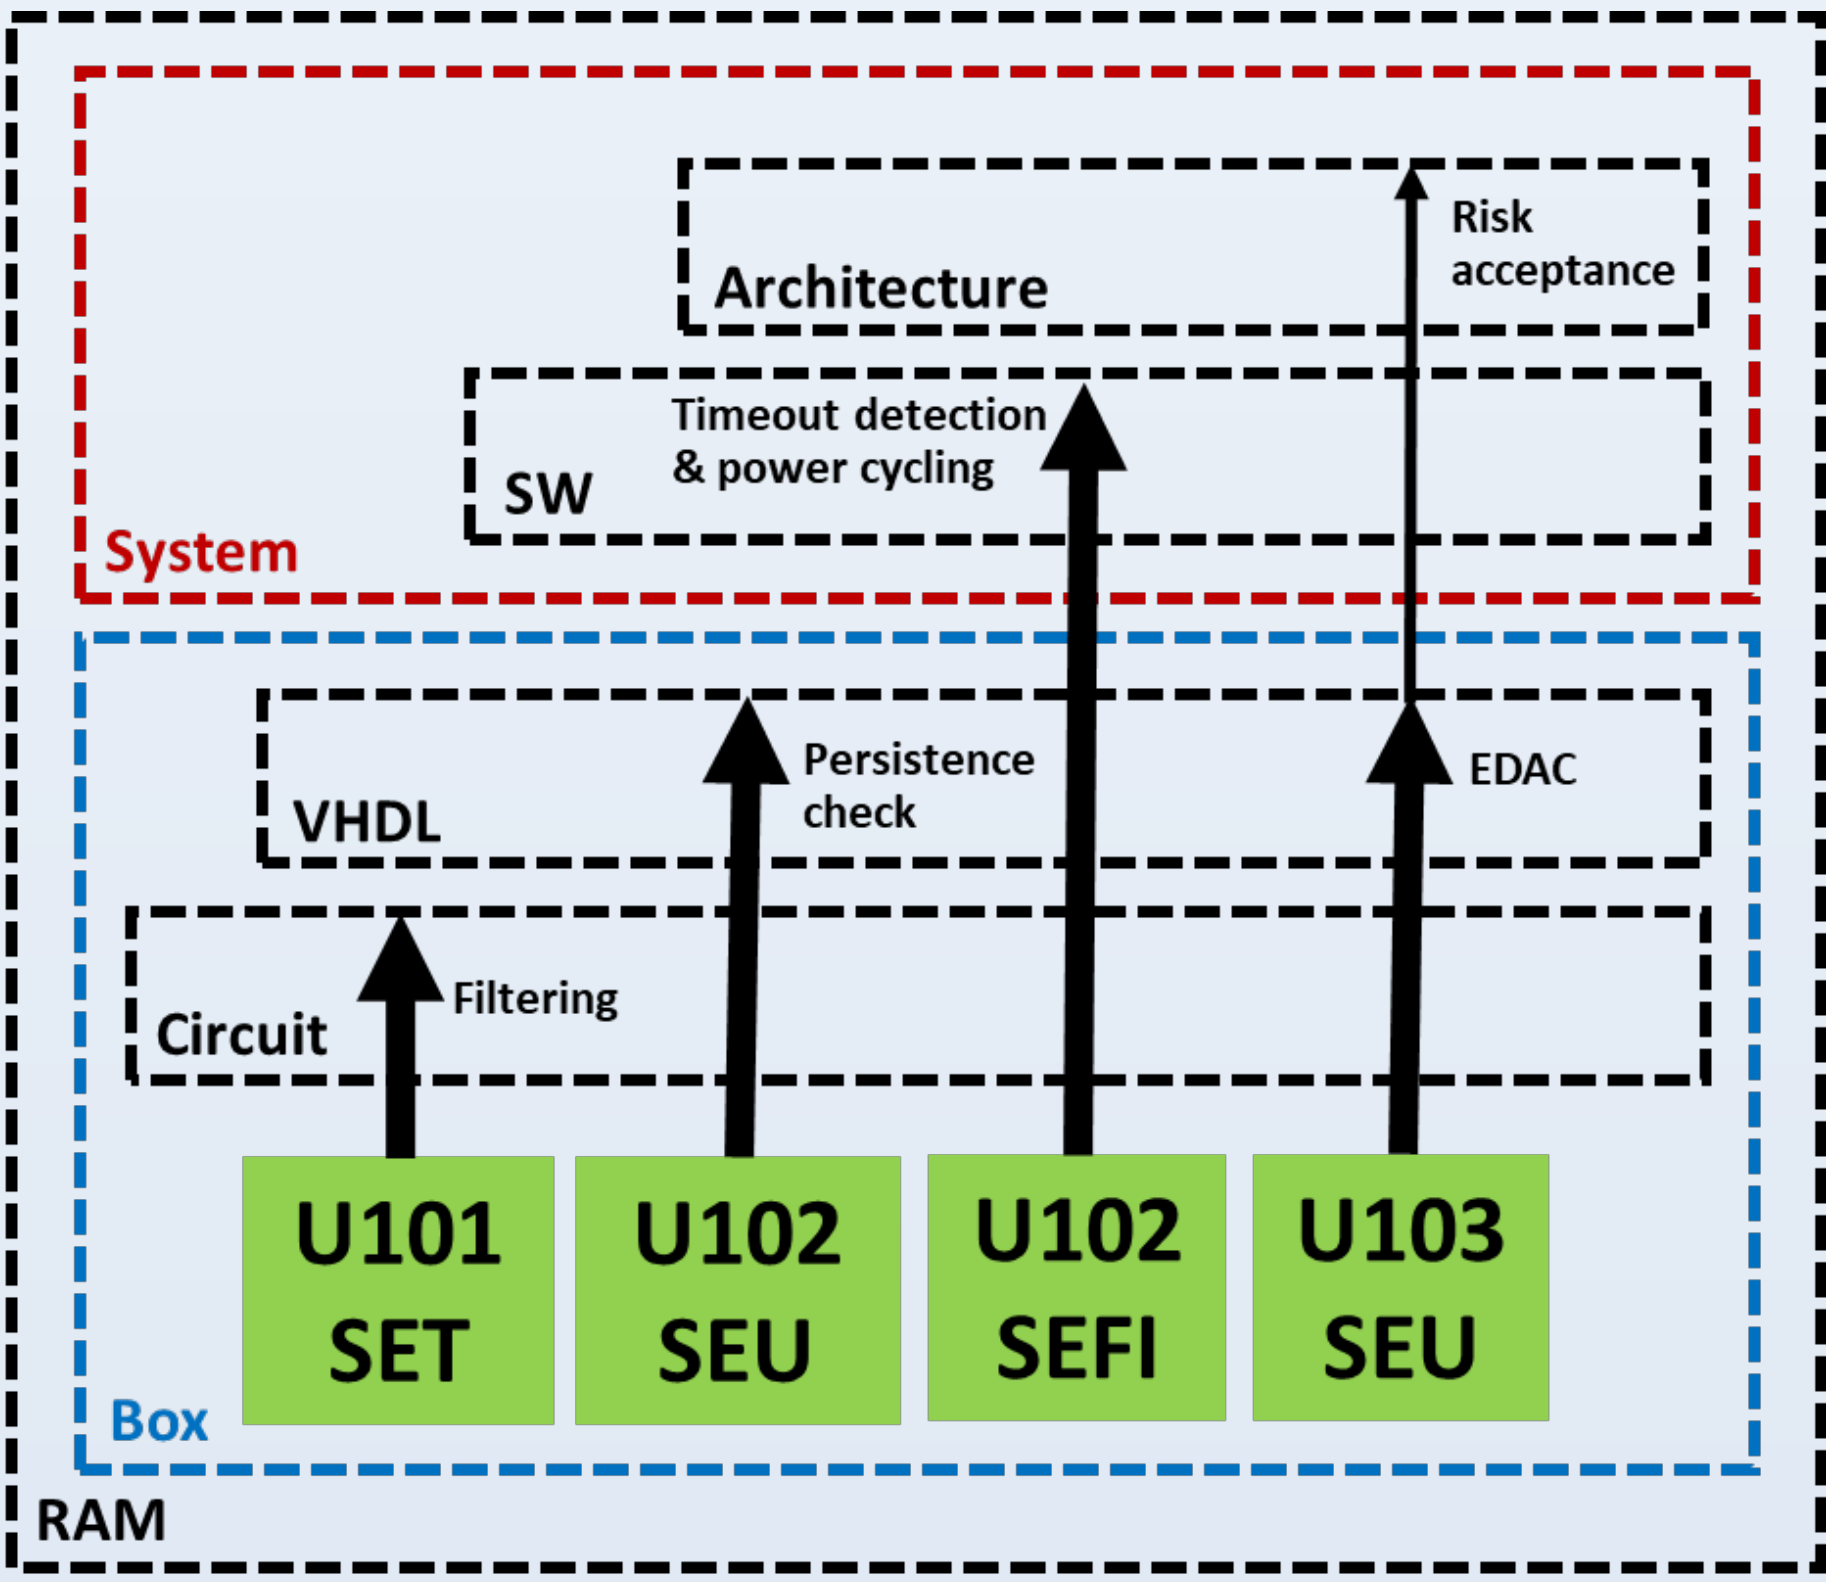 Risk
acceptance
Architecture
Timeout detection
& power cycling
SW
System
Persistence
check
EDAC
VHDL
Filtering
Circuit
U101
SET
U102
SEU
U102
SEFI
U103
SEU
Box
RAM